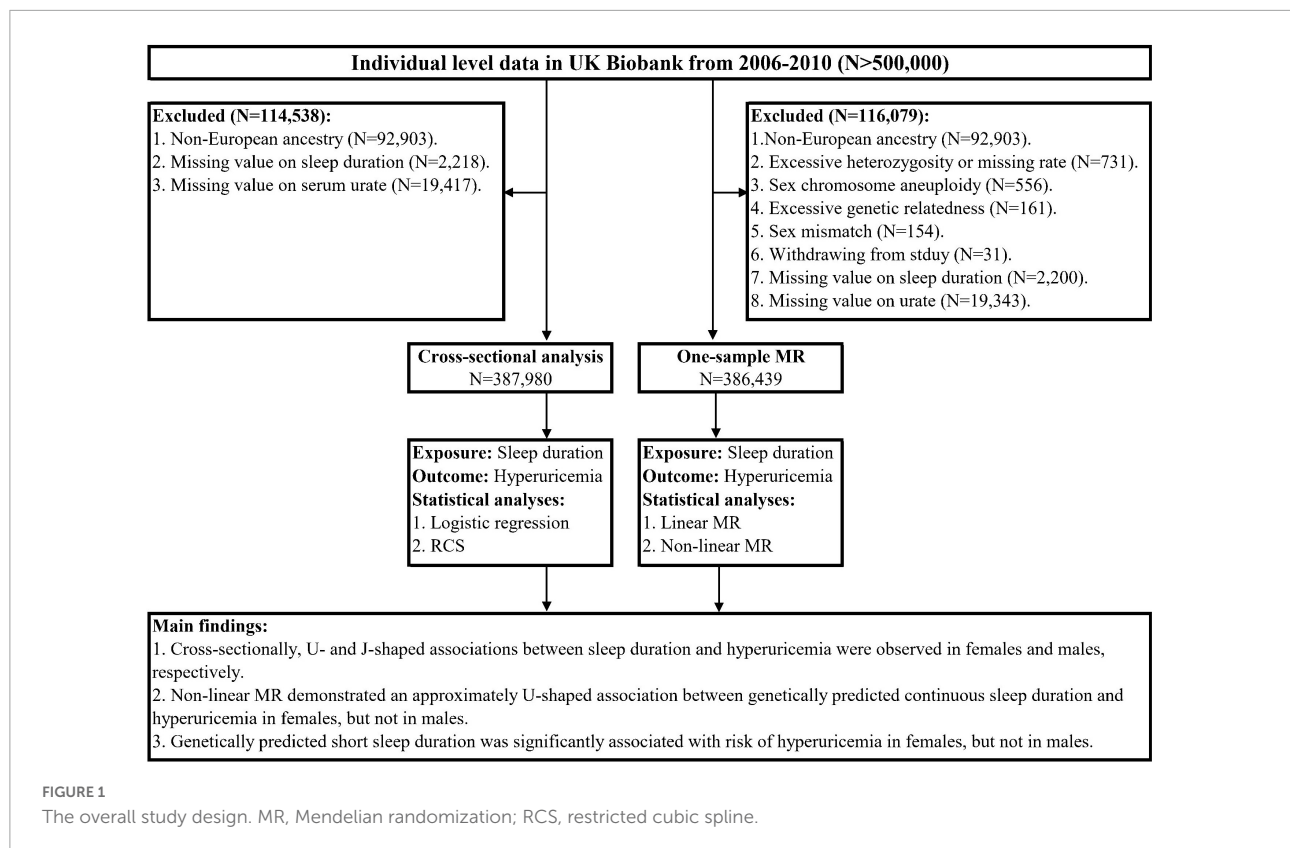 Individual level data in UK Biobank from 2006-2010 (N>500,000)
Excluded (N=114,538):
1. Non-European ancestry (N=92,903).
2. Missing value on sleep duration (N=2,218).
3. Missing value on serum urate (N=19,417).
Excluded (N=116,079):
1.Non-European ancestry (N=92,903).
2. Excessive heterozygosity or missing rate (N=731).
3. Sex chromosome aneuploidy (N=556).
4. Excessive genetic relatedness (N=161).
5. Sex mismatch (N=154).
6. Withdrawing from stduy (N=31).
7. Missing value on sleep duration (N=2,200).
8. Missing value on urate (N=19,343).
Cross-sectional analysis
N=387,980
One-sample MR
N=386,439
Exposure: Sleep duration
Outcome: Hyperuricemia
Statistical analyses:
1. Logistic regression
2. RCS
Exposure: Sleep duration
Outcome: Hyperuricemia
Statistical analyses:
1. Linear MR
2. Non-linear MR
Main findings:
1. Cross-sectionally, U- and J-shaped associations between sleep duration and hyperuricemia were observed in females and males,
respectively.
2. Non-linear MR demonstrated an approximately U-shaped association between genetically predicted continuous sleep duration and
hyperuricemia in females, but not in males.
3. Genetically predicted short sleep duration was significantly associated with risk of hyperuricemia in females, but not in males.
FIGURE 1
The overall study design. MR, Mendelian randomization; RCS, restricted cubic spline.